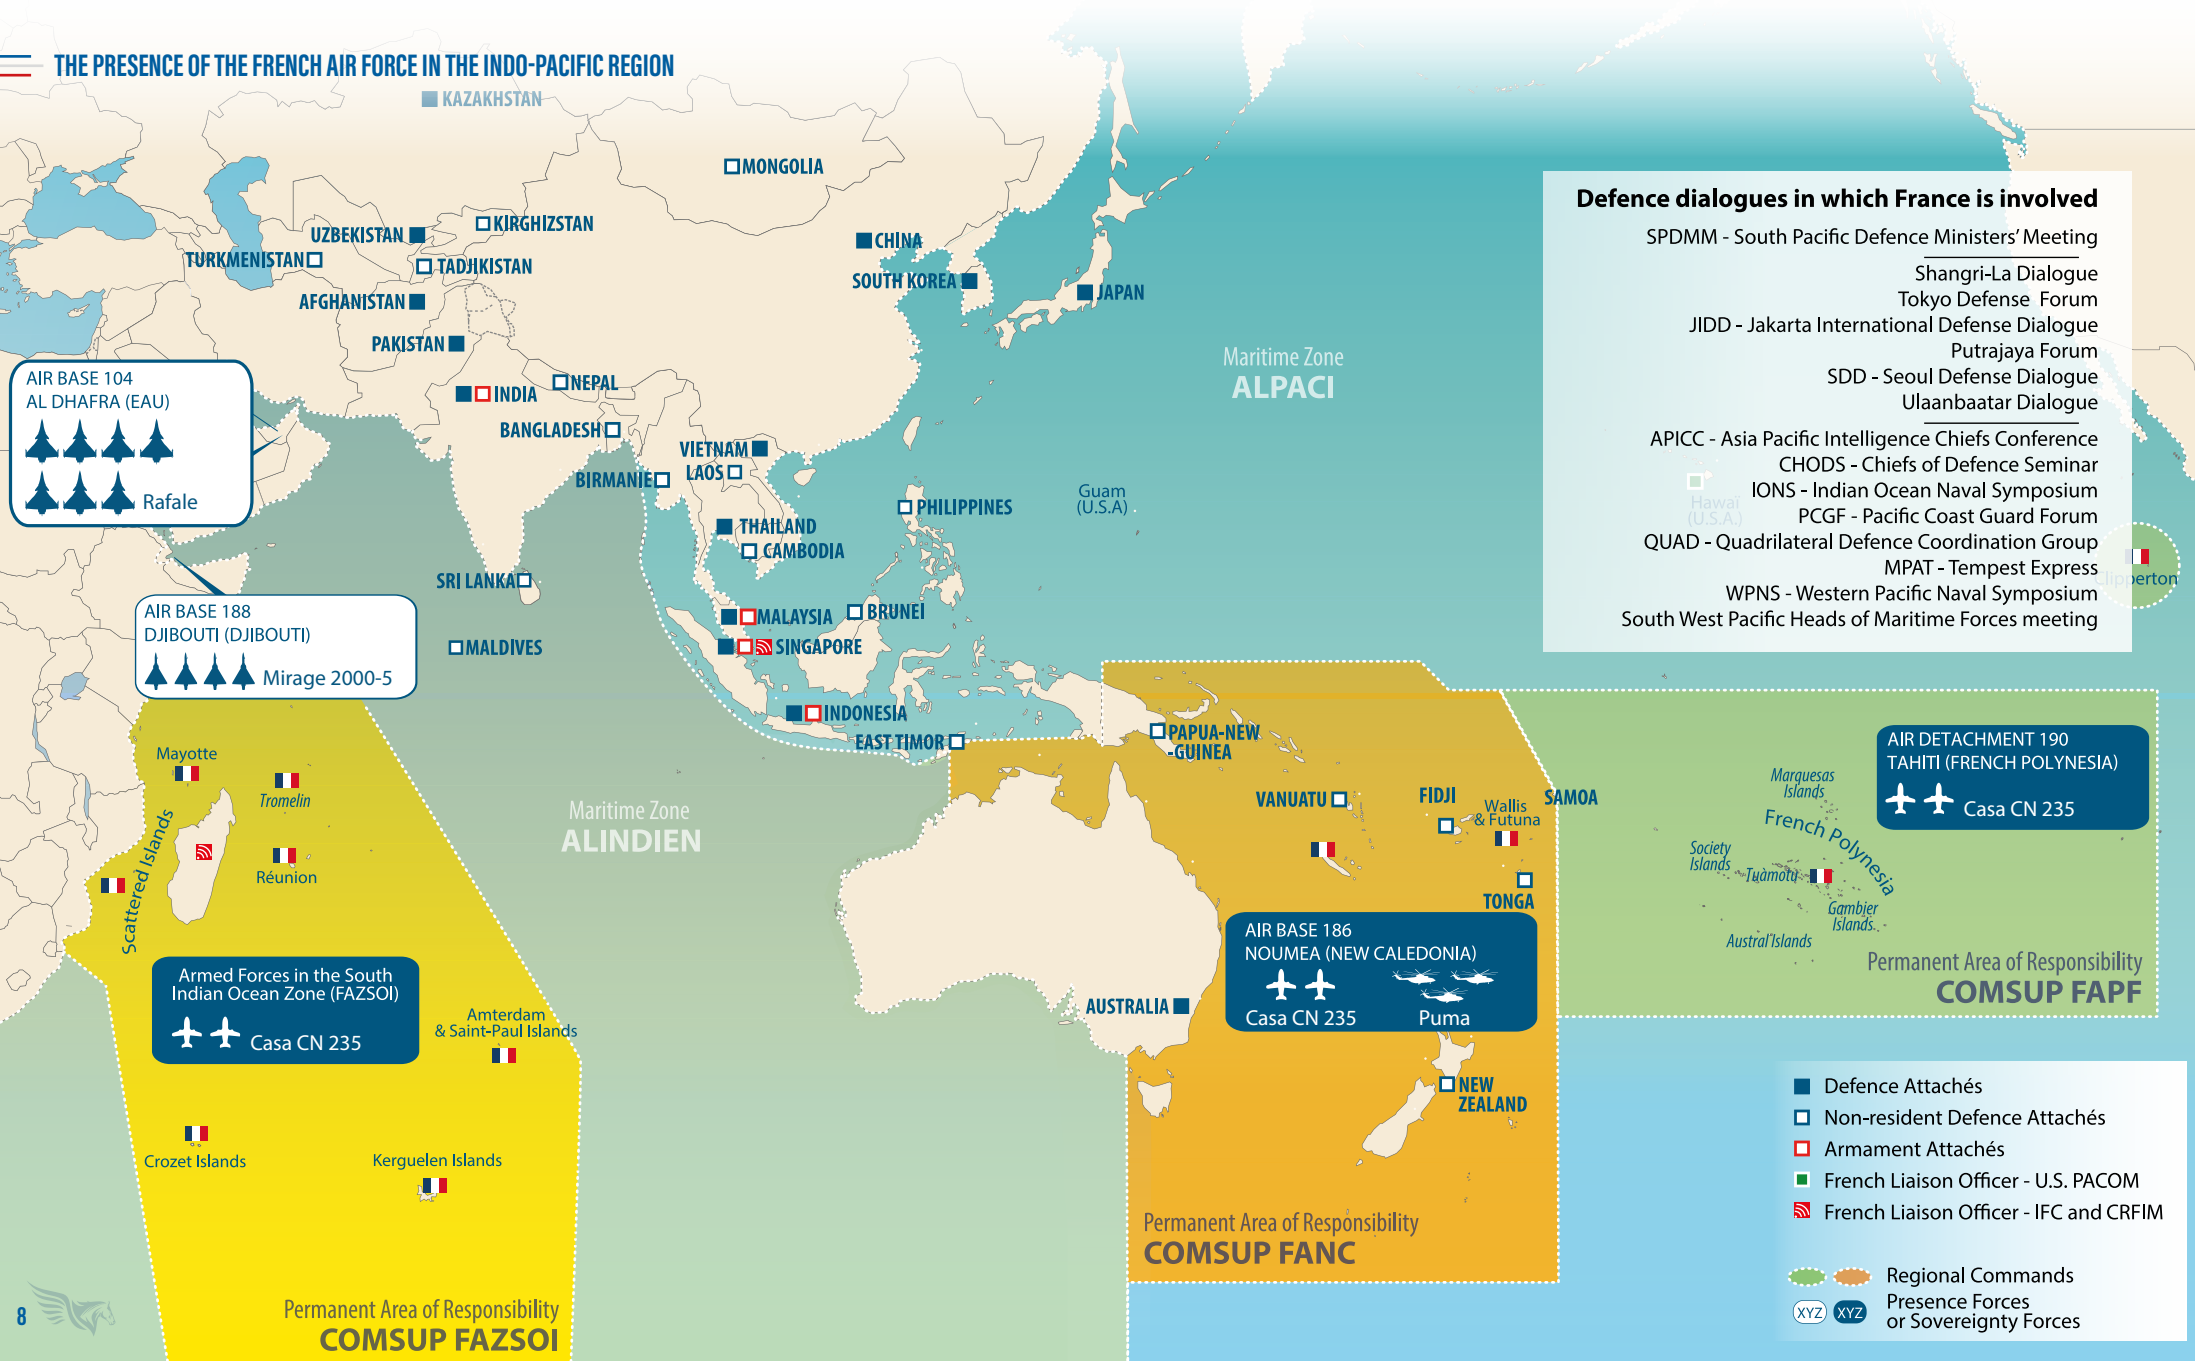 THE PRESENCE OF THE FRENCH AIR FORCE IN THE INDO-PACIFIC REGION
KAZAKHSTAN
MONGOLIA
KIRGHIZSTAN
UZBEKISTAN
TURKMENISTAN
TADJIKISTAN
AFGHANISTAN
PAKISTAN
CHINA
SOUTH KOREA
JAPAN
INDIA
NEPAL
BANGLADESH
VIETNAM
LAOS
BIRMANIE
PHILIPPINES
THAILAND
CAMBODIA
SRI LANKA
MALAYSIA
BRUNEI
SINGAPORE
MALDIVES
INDONESIA
EAST TIMOR
PAPUA-NEW
-GUINEA
VANUATU
FIDJI
SAMOA
Wallis
& Futuna
TONGA
AUSTRALIA
NEW
ZEALAND
Guam
(U.S.A)
Hawaï
(U.S.A.)
Clipperton
Maritime Zone
ALPACI
Maritime Zone
ALINDIEN
AIR BASE 104
AL DHAFRA (EAU)
Rafale
AIR BASE 188
DJIBOUTI (DJIBOUTI)
Mirage 2000-5
Mayotte
Tromelin
Scattered Islands
Réunion
Armed Forces in the South
Indian Ocean Zone (FAZSOI)
Casa CN 235
Amterdam
& Saint-Paul Islands
Crozet Islands
Kerguelen Islands
Permanent Area of Responsibility
COMSUP FAZSOI
AIR BASE 186
NOUMEA (NEW CALEDONIA)
Casa CN 235
Puma
Permanent Area of Responsibility
COMSUP FANC
AIR DETACHMENT 190
TAHITI (FRENCH POLYNESIA)
Casa CN 235
Marquesas
Islands
French Polynesia
Society
Islands
Tuamotu
Gambier
Islands
Austral Islands
Permanent Area of Responsibility
COMSUP FAPF
Defence dialogues in which France is involved
SPDMM - South Pacific Defence Ministers' Meeting
Shangri-La Dialogue
Tokyo Defense Forum
JIDD - Jakarta International Defense Dialogue
Putrajaya Forum
SDD - Seoul Defense Dialogue
Ulaanbaatar Dialogue
APICC - Asia Pacific Intelligence Chiefs Conference
CHODS - Chiefs of Defence Seminar
IONS - Indian Ocean Naval Symposium
PCGF - Pacific Coast Guard Forum
QUAD - Quadrilateral Defence Coordination Group
MPAT - Tempest Express
WPNS - Western Pacific Naval Symposium
South West Pacific Heads of Maritime Forces meeting
Defence Attachés
Non-resident Defence Attachés
Armament Attachés
French Liaison Officer - U.S. PACOM
French Liaison Officer - IFC and CRFIM
Regional Commands
XYZ XYZ Presence Forces
or Sovereignty Forces
8